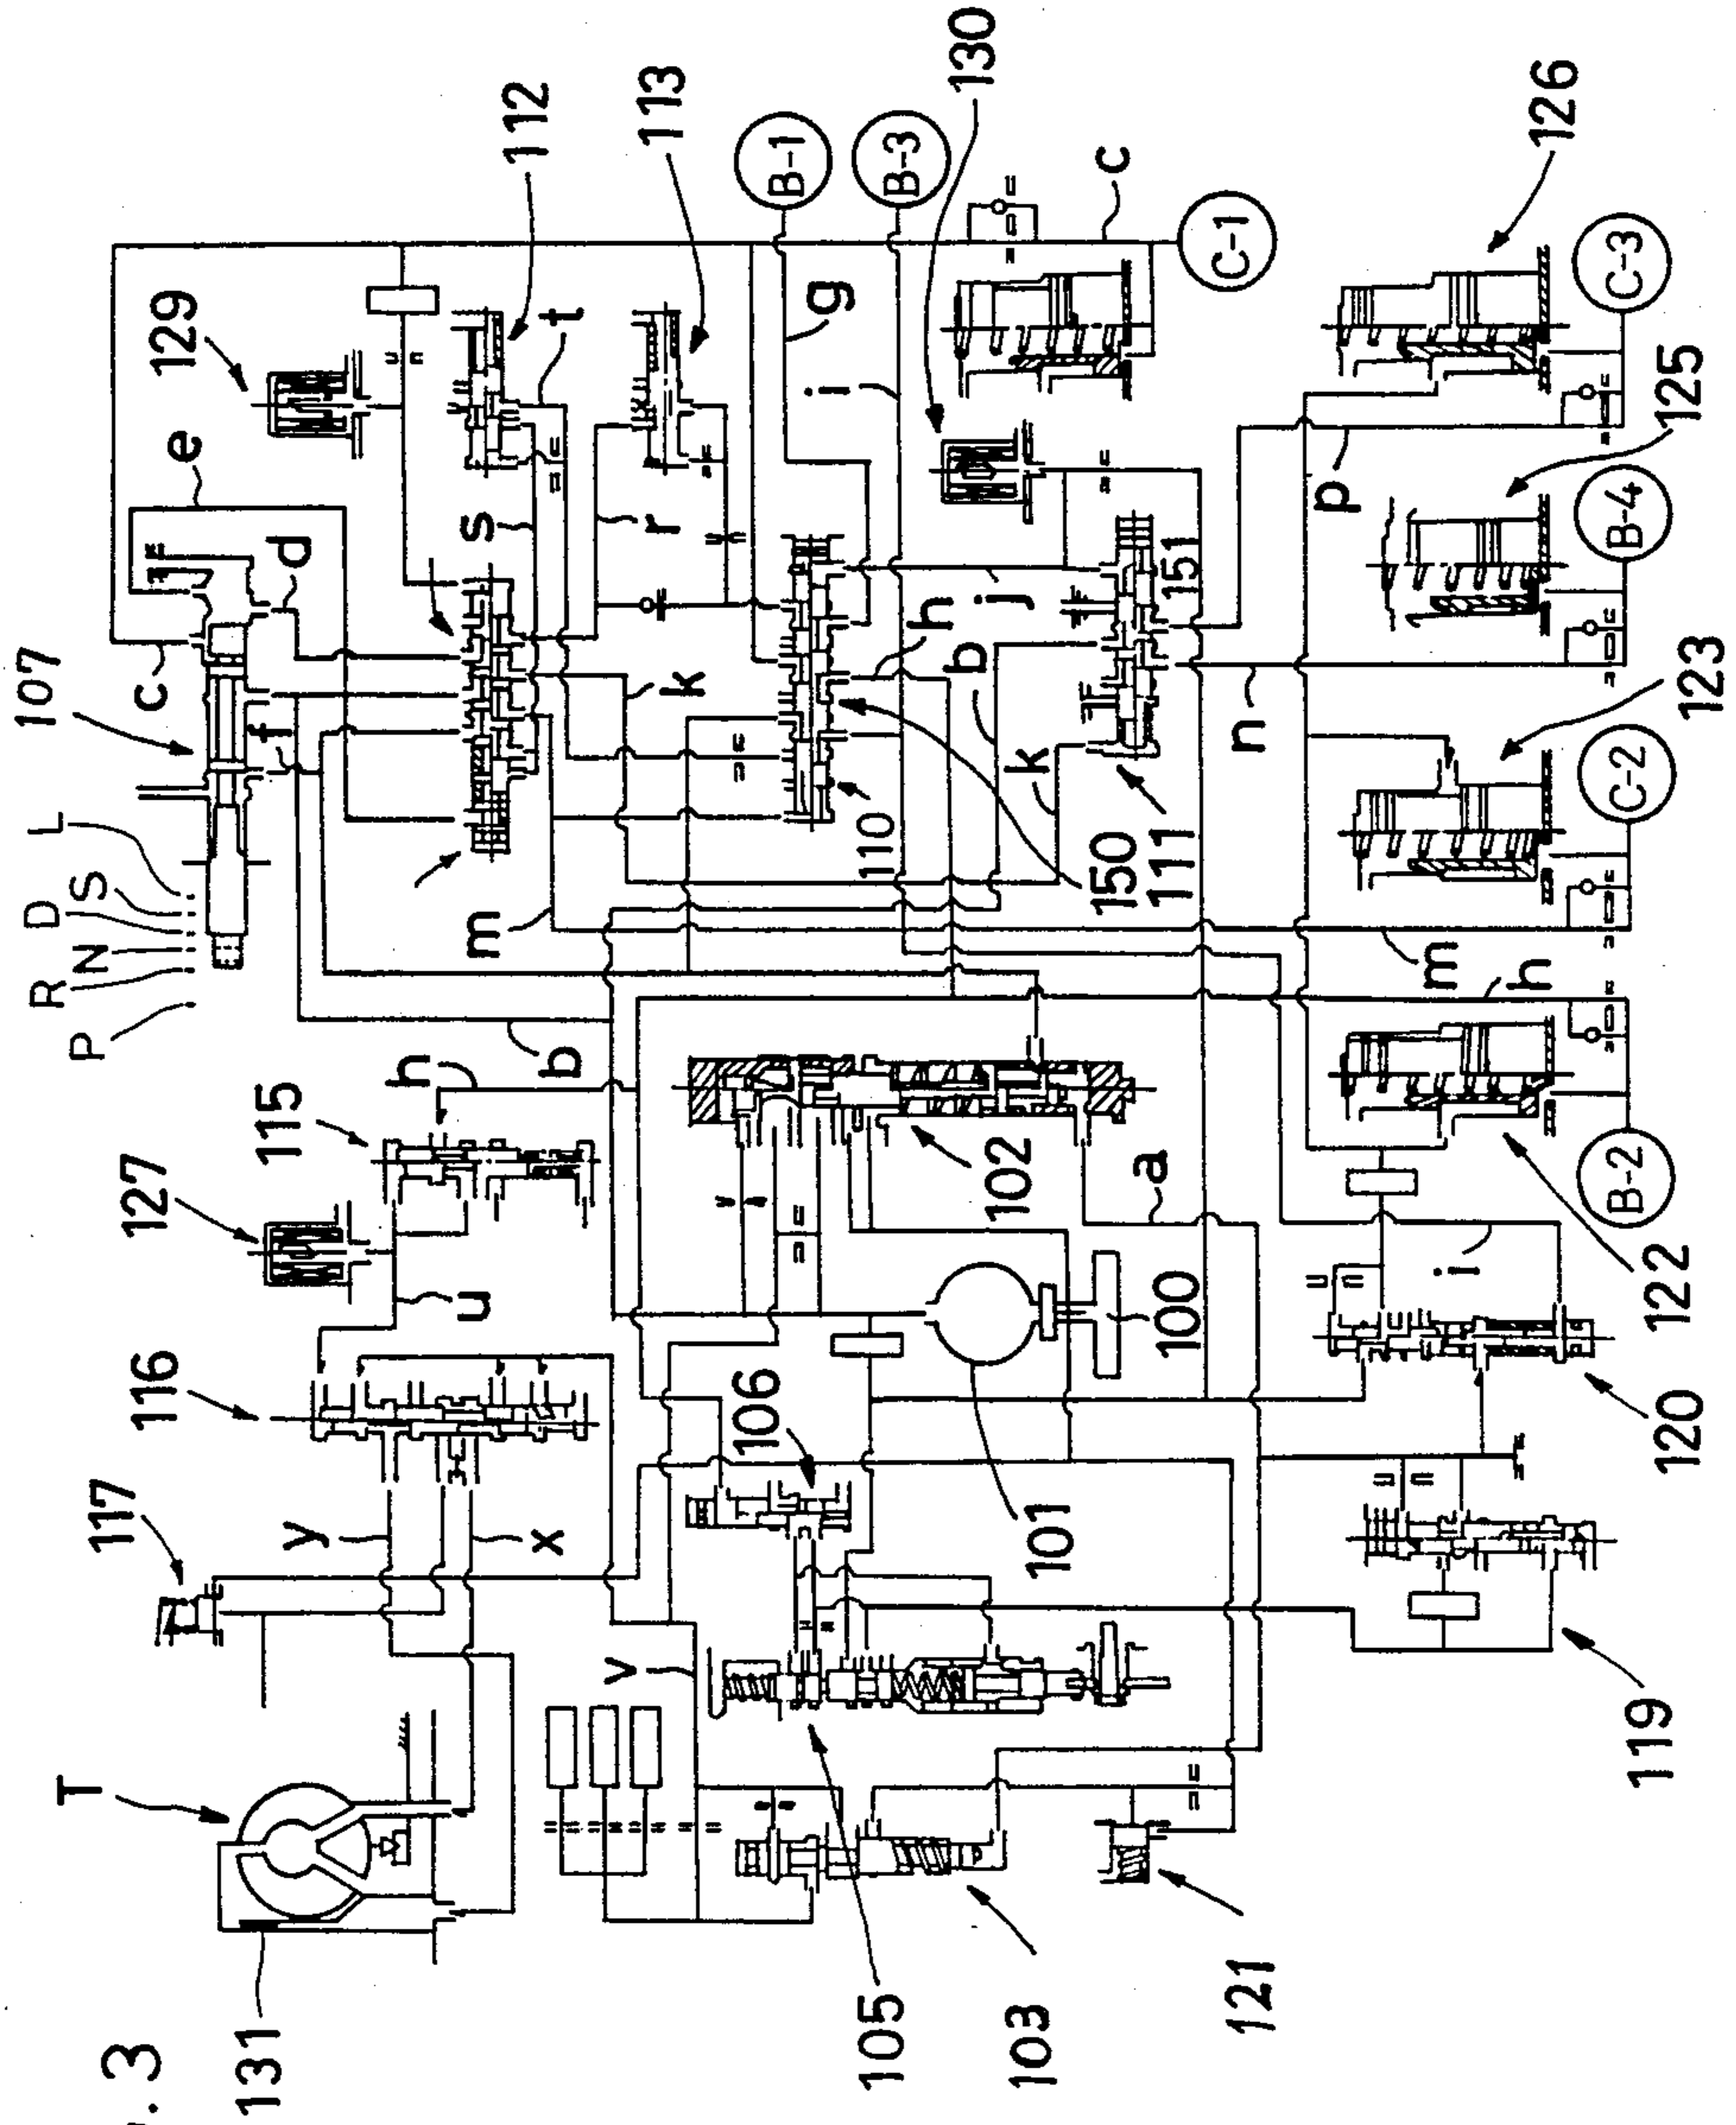 . 3
T
P
R
N
D
S
L
107
131
117
116
127
115
c
e
129
y
h
f
d
x
u
b
m
s
t
112
v
k
r
113
106
B-1
105
110
g
i
B-3
103
101
102
b
h
j
130
100
a
150
111
k
151
c
121
C-1
n
p
m
119
120
i
h
122
B-2
C-2
123
B-4
125
C-3
126